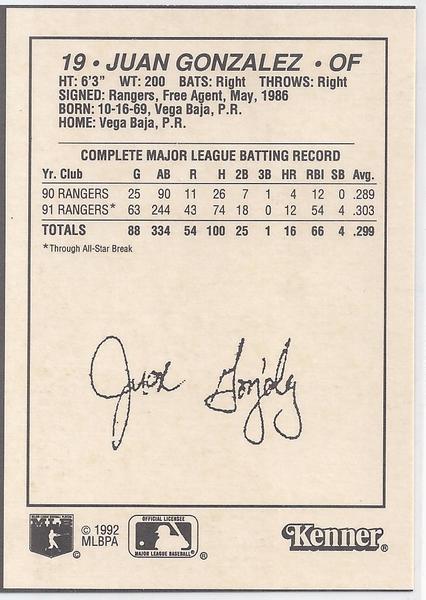 19 • JUAN GONZALEZ • OF
HT: 6'3" WT: 200 BATS: Right THROWS: Right
SIGNED: Rangers, Free Agent, May, 1986
BORN: 10-16-69, Vega Baja, P.R.
HOME: Vega Baja, P.R.
COMPLETE MAJOR LEAGUE BATTING RECORD
Yr. Club G AB R H 2B 3B HR RBI SB Avg.
90 RANGERS 25 90 11 26 7 1 4 12 0 .289
91 RANGERS* 63 244 43 74 18 0 12 54 4 .303
TOTALS 88 334 54 100 25 1 16 66 4 .299
*Through All-Star Break
Juan Gonzalez
MLB
©
© 1992
MLBPA
OFFICIAL LICENSEE
MAJOR LEAGUE BASEBALL®
®
Kenner®